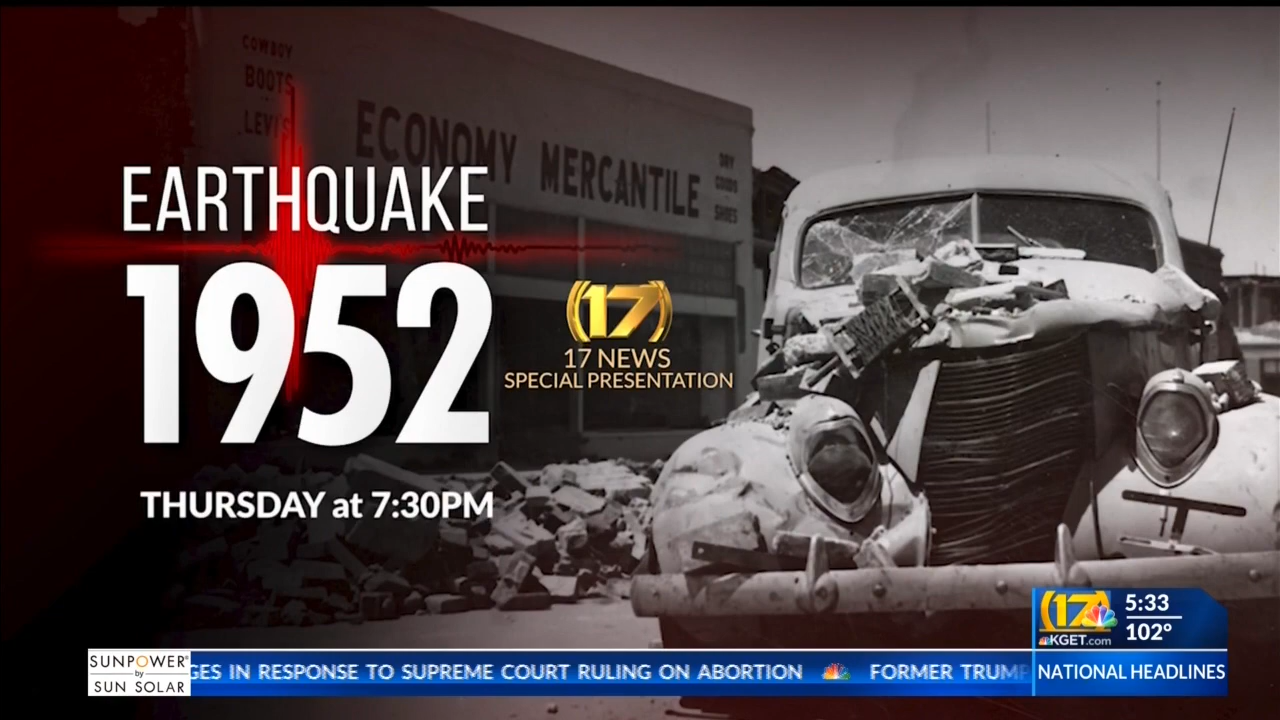 COWBOY
BOOTS
LEVI'S
ECONOMY MERCANTILE
DRY
GOODS
SHOES
EARTHQUAKE
1952
17
17 NEWS
SPECIAL PRESENTATION
THURSDAY at 7:30PM
17
KGET.com
5:33
102°
SUNPOWER®
by
SUN SOLAR
GES IN RESPONSE TO SUPREME COURT RULING ON ABORTION FORMER TRUMP
NATIONAL HEADLINES